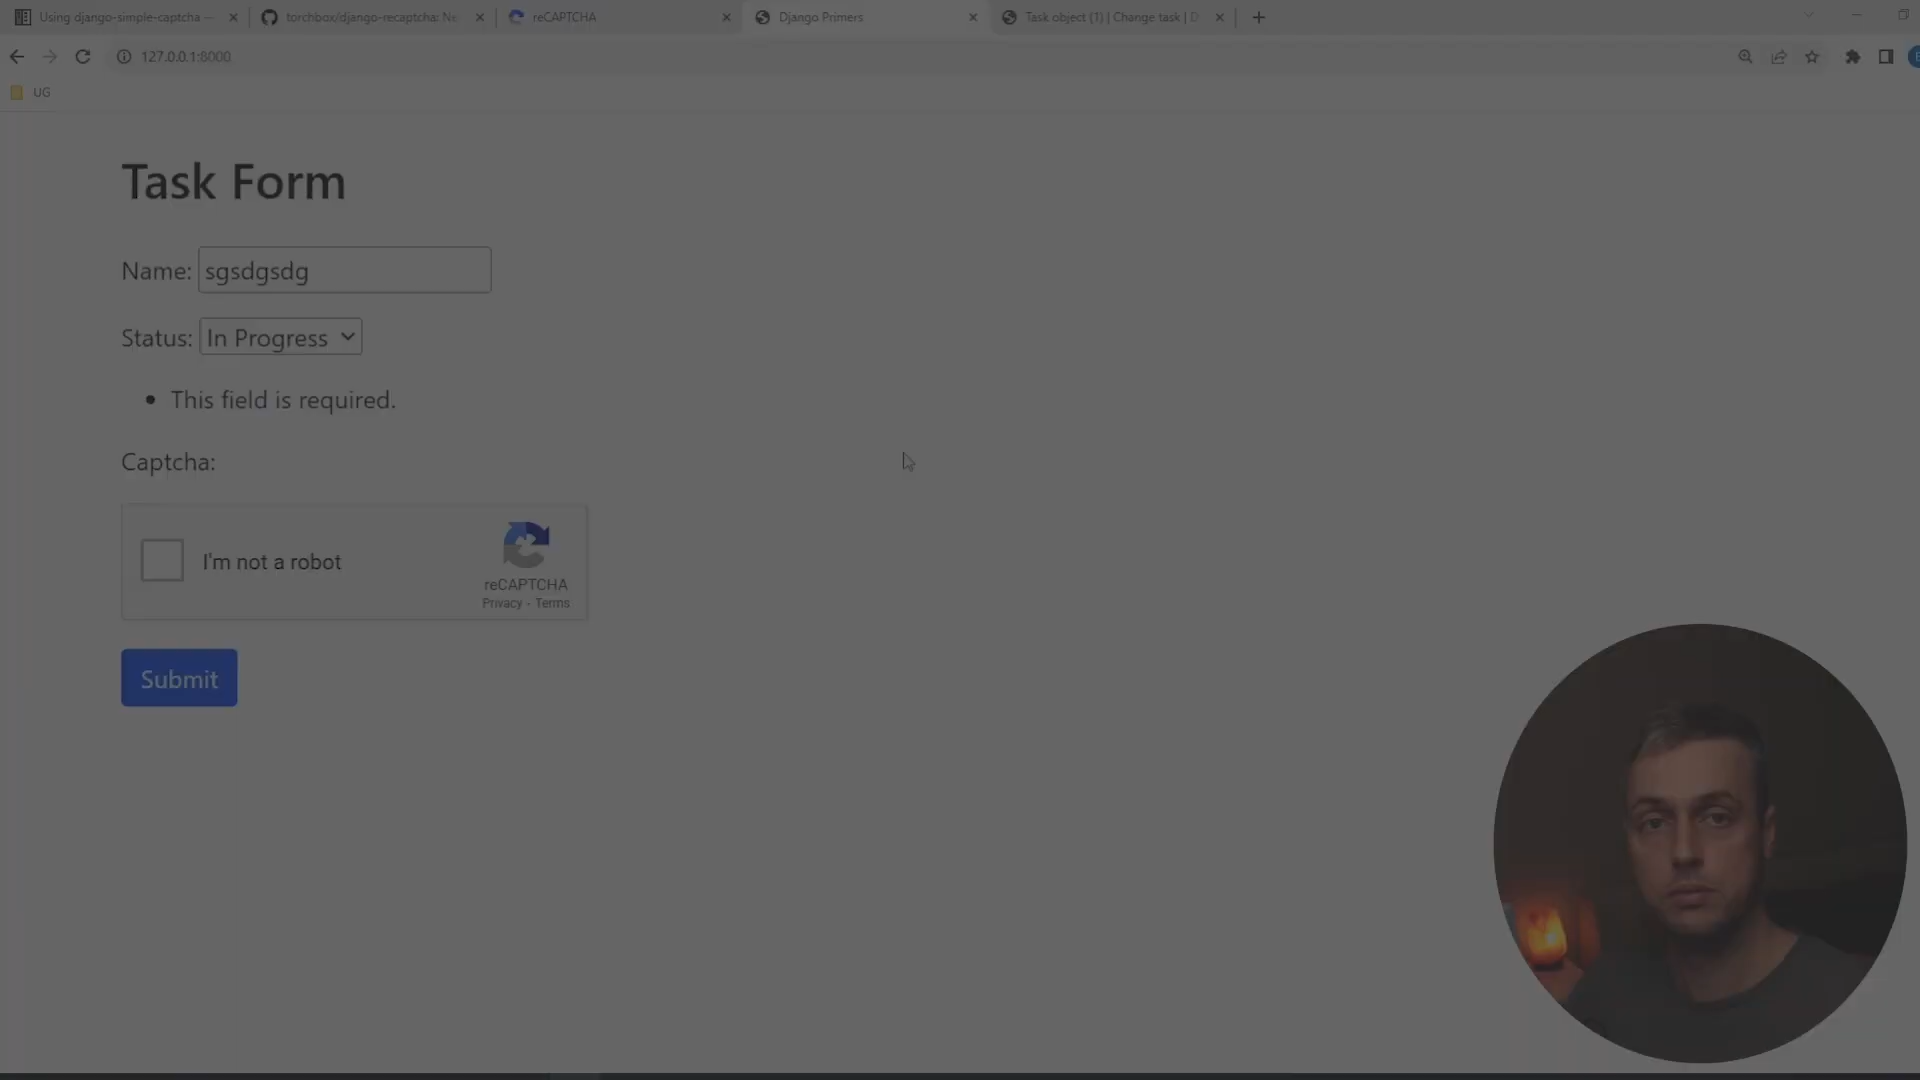 Using django-simple-captcha —
torchbox/django-recaptcha: Ne
reCAPTCHA
Django Primers
Task object (1) | Change task | D
127.0.0.1:8000
UG
Task Form
Name: sgsdgsdg
Status: In Progress
This field is required.
Captcha:
I'm not a robot
reCAPTCHA
Privacy - Terms
Submit